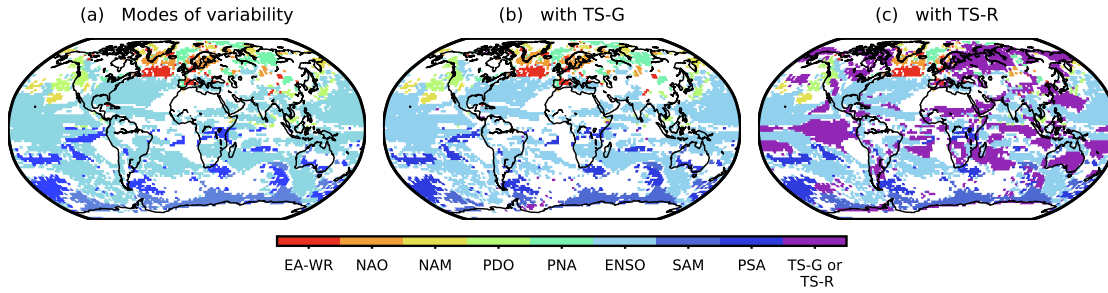 (a) Modes of variability
(b) with TS-G
(c) with TS-R
EA-WR NAO NAM PDO PNA ENSO SAM PSA TS-G or
TS-R